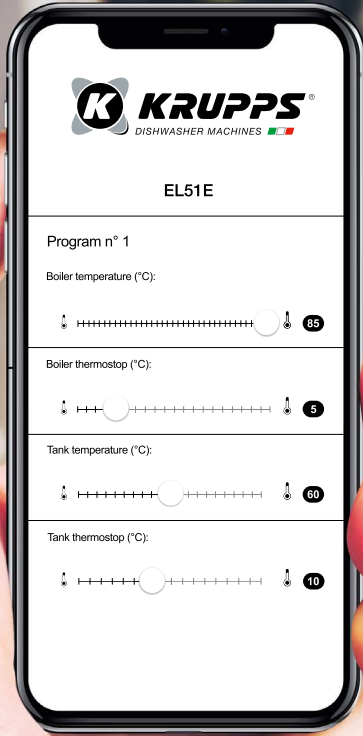 K KRUPPS®
DISHWASHER MACHINES
EL51E
Program n° 1
Boiler temperature (°C):
85
Boiler thermostop (°C):
5
Tank temperature (°C):
60
Tank thermostop (°C):
10